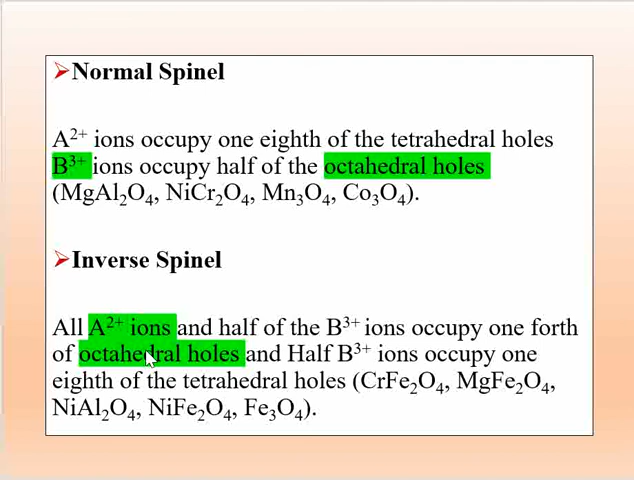 ➢Normal Spinel
A²⁺ ions occupy one eighth of the tetrahedral holes
B³⁺ ions occupy half of the octahedral holes
(MgAl₂O₄, NiCr₂O₄, Mn₃O₄, Co₃O₄).
➢Inverse Spinel
All A²⁺ ions and half of the B³⁺ ions occupy one forth
of octahedral holes and Half B³⁺ ions occupy one
eighth of the tetrahedral holes (CrFe₂O₄, MgFe₂O₄,
NiAl₂O₄, NiFe₂O₄, Fe₃O₄).